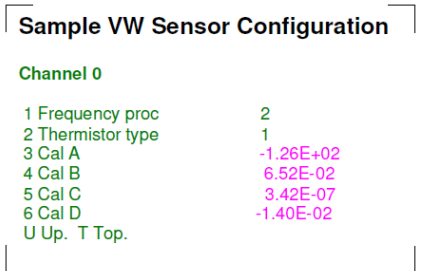 Sample VW Sensor Configuration
Channel 0
1 Frequency proc 2
2 Thermistor type 1
3 Cal A -1.26E+02
4 Cal B 6.52E-02
5 Cal C 3.42E-07
6 Cal D -1.40E-02
U Up. T Top.